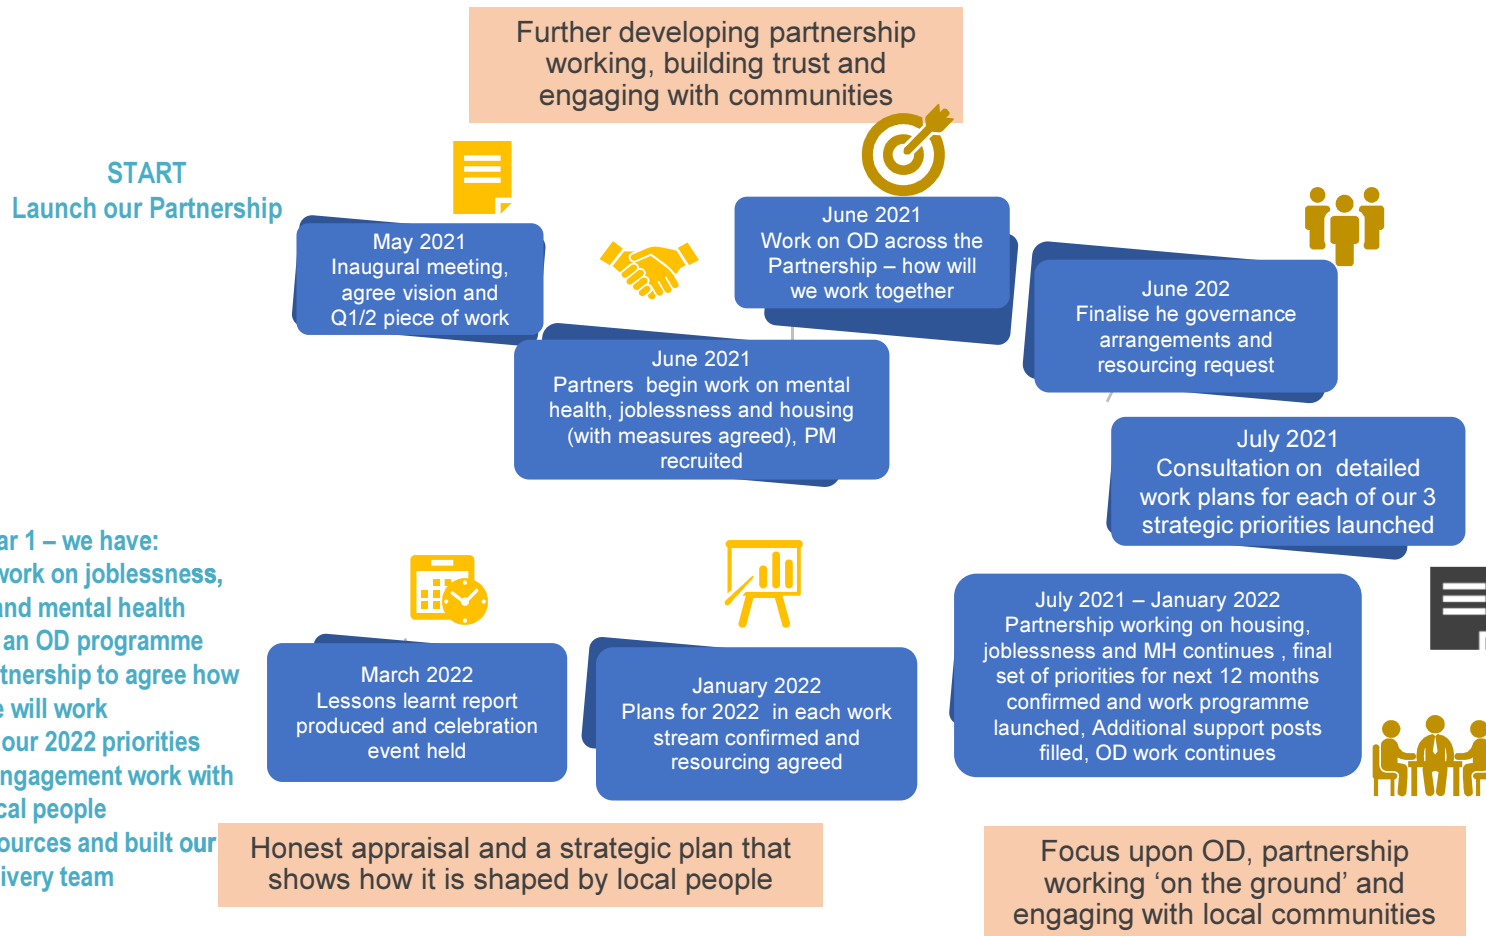 Further developing partnership
working, building trust and
engaging with communities
START
Launch our Partnership
May 2021
Inaugural meeting,
agree vision and
Q1/2 piece of work
June 2021
Partners  begin work on mental
health, joblessness and housing
(with measures agreed), PM
recruited
June 2021
Work on OD across the
Partnership – how will
we work together
June 202
Finalise he governance
arrangements and
resourcing request
July 2021
Consultation on  detailed
work plans for each of our 3
strategic priorities launched
July 2021 – January 2022
Partnership working on housing,
joblessness and MH continues , final
set of priorities for next 12 months
confirmed and work programme
launched, Additional support posts
filled, OD work continues
January 2022
Plans for 2022  in each work
stream confirmed and
resourcing agreed
March 2022
Lessons learnt report
produced and celebration
event held
ar 1 – we have:
work on joblessness,
and mental health
an OD programme
tnership to agree how
e will work
our 2022 priorities
ngagement work with
cal people
ources and built our
ivery team
Honest appraisal and a strategic plan that
shows how it is shaped by local people
Focus upon OD, partnership
working ‘on the ground’ and
engaging with local communities